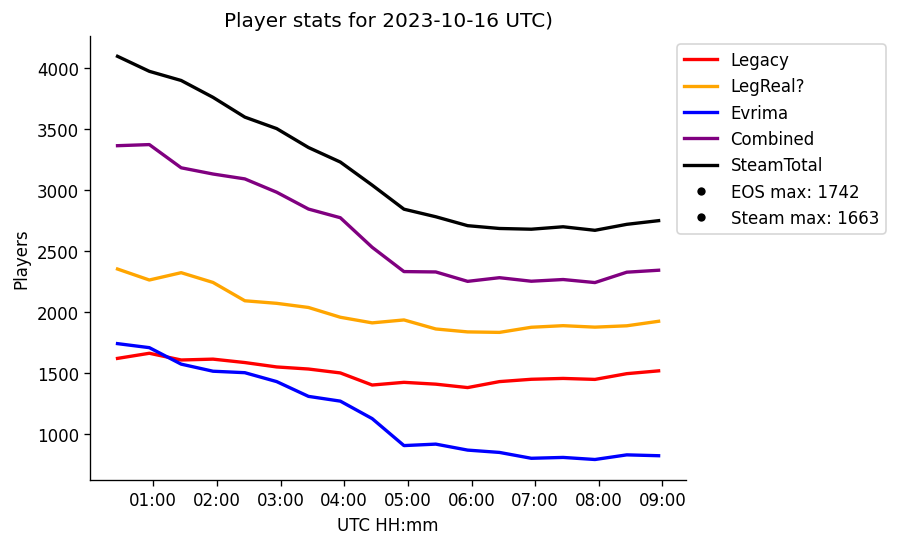 Player stats for 2023-10-16 UTC)
Players
4000
3500
3000
2500
2000
1500
1000
01:00 02:00 03:00 04:00 05:00 06:00 07:00 08:00 09:00
UTC HH:mm
Legacy
LegReal?
Evrima
Combined
SteamTotal
EOS max: 1742
Steam max: 1663